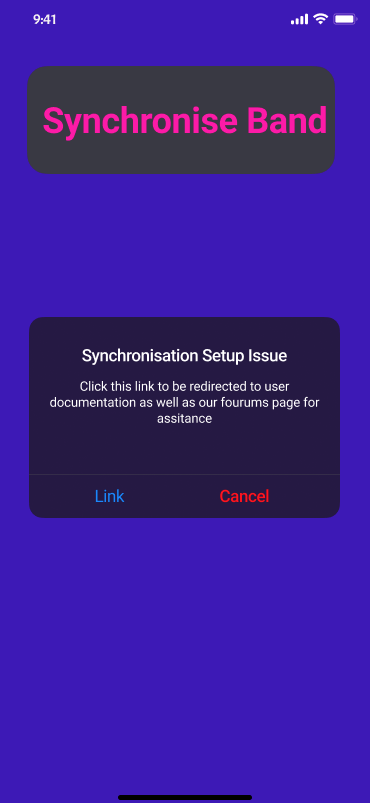 9:41
Synchronise Band
Synchronisation Setup Issue
Click this link to be redirected to user
documentation as well as our fourums page for
assitance
Link
Cancel